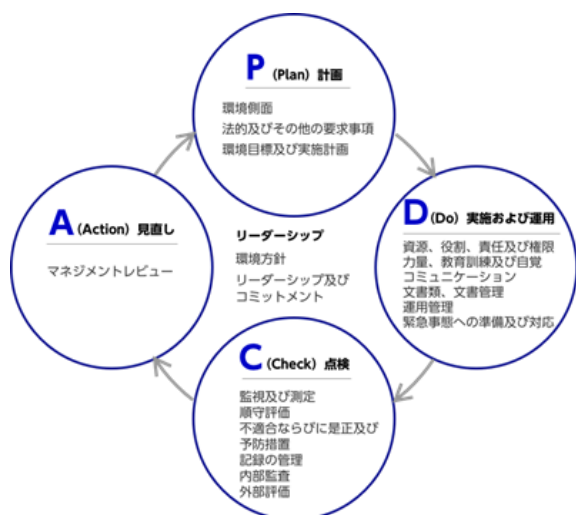 P (Plan) 計画
環境側面
法的及びその他の要求事項
環境目標及び実施計画
D (Do) 実施および運用
資源、役割、責任及び権限
力量、教育訓練及び自覚
コミュニケーション
文書類、文書管理
運用管理
緊急事態への準備及び対応
C (Check) 点検
監視及び測定
順守評価
不適合ならびに是正及び
予防措置
記録の管理
内部監査
外部評価
A (Action) 見直し
マネジメントレビュー
リーダーシップ
環境方針
リーダーシップ及び
コミットメント